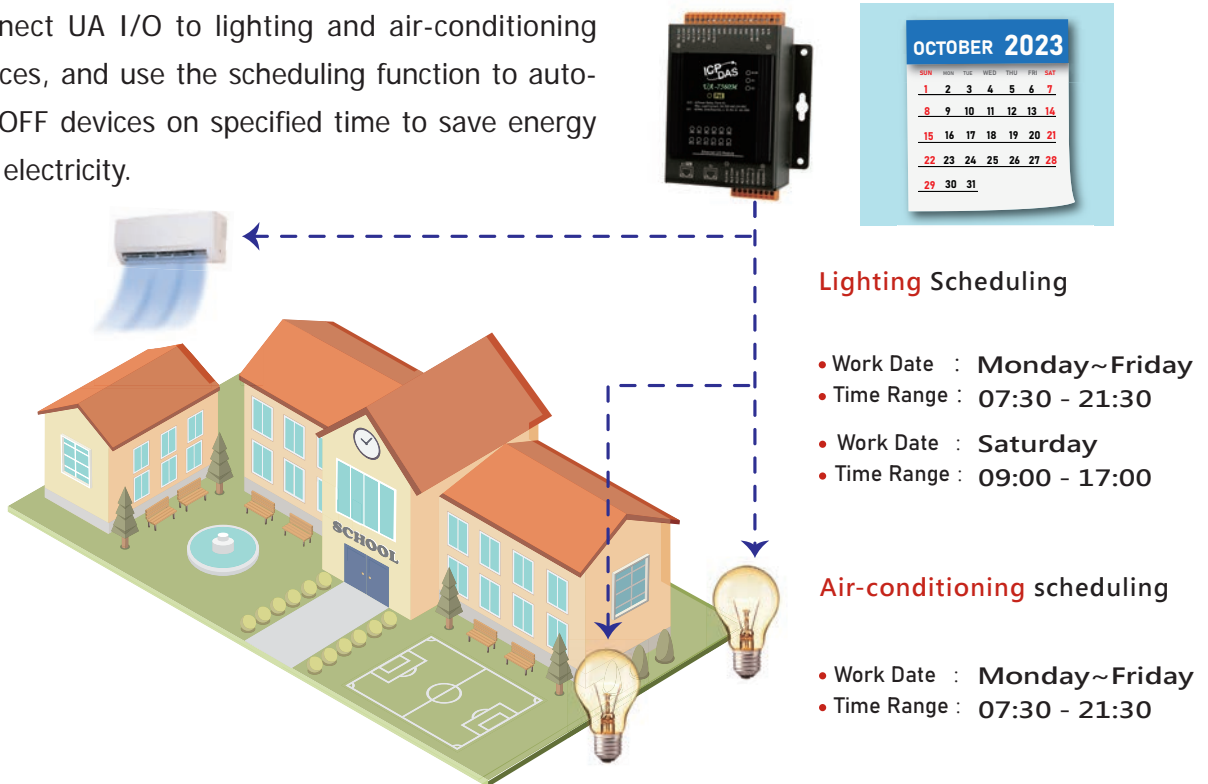 nnect UA I/O to lighting and air-conditioning
ces, and use the scheduling function to auto-
OFF devices on specified time to save energy
electricity.
ICP DAS
OCTOBER 2023
SUN MON TUE WED THU FRI SAT
1 2 3 4 5 6 7
8 9 10 11 12 13 14
15 16 17 18 19 20 21
22 23 24 25 26 27 28
29 30 31
Lighting Scheduling
• Work Date : Monday~Friday
• Time Range : 07:30 - 21:30
• Work Date : Saturday
• Time Range : 09:00 - 17:00
SCHOOL
Air-conditioning scheduling
• Work Date : Monday~Friday
• Time Range : 07:30 - 21:30